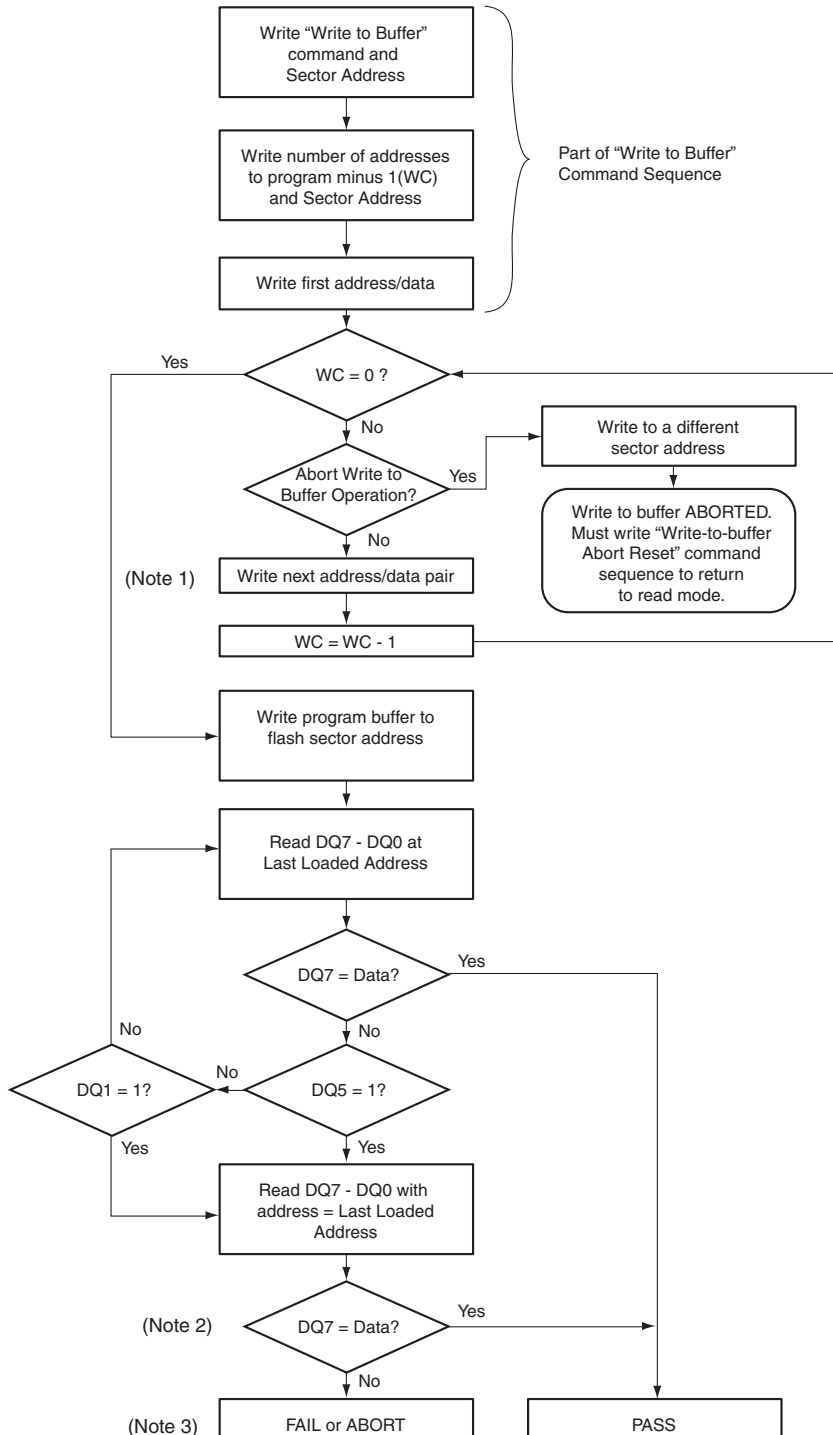 Write “Write to Buffer”
command and
Sector Address
Write number of addresses
to program minus 1(WC)
and Sector Address
Part of “Write to Buffer”
Command Sequence
Write first address/data
Yes
WC = 0 ?
No
Write to a different
sector address
Abort Write to
Buffer Operation?
Yes
Write to buffer ABORTED.
Must write “Write-to-buffer
Abort Reset” command
sequence to return
to read mode.
No
(Note 1)
Write next address/data pair
WC = WC - 1
Write program buffer to
flash sector address
Read DQ7 - DQ0 at
Last Loaded Address
DQ7 = Data?
Yes
No
No
DQ1 = 1?
No
DQ5 = 1?
Yes
Yes
Read DQ7 - DQ0 with
address = Last Loaded
Address
(Note 2)
DQ7 = Data?
Yes
No
(Note 3)
FAIL or ABORT
PASS